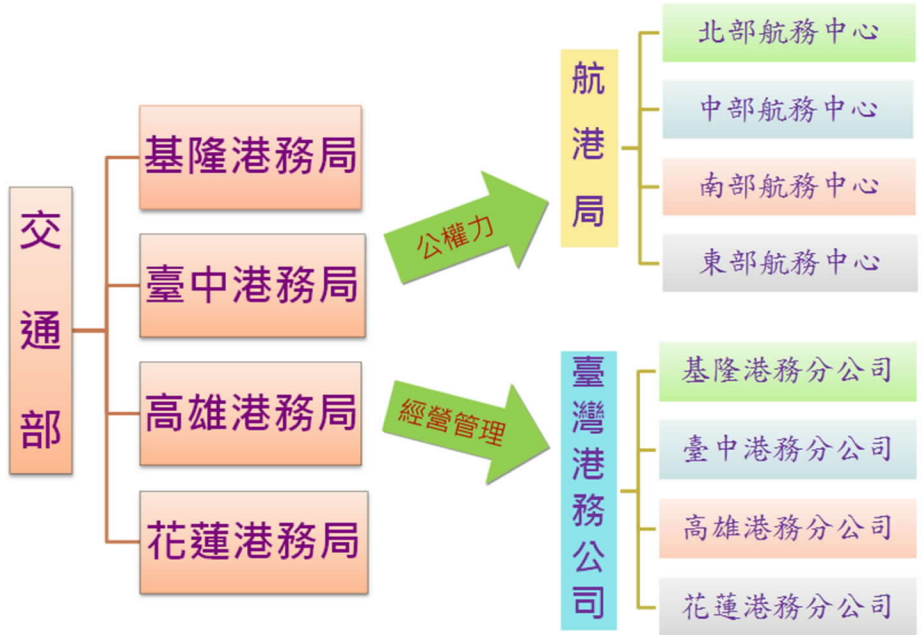 交通部
基隆港務局
臺中港務局
高雄港務局
花蓮港務局
公權力
經營管理
航港局
北部航務中心
中部航務中心
南部航務中心
東部航務中心
臺灣港務公司
基隆港務分公司
臺中港務分公司
高雄港務分公司
花蓮港務分公司